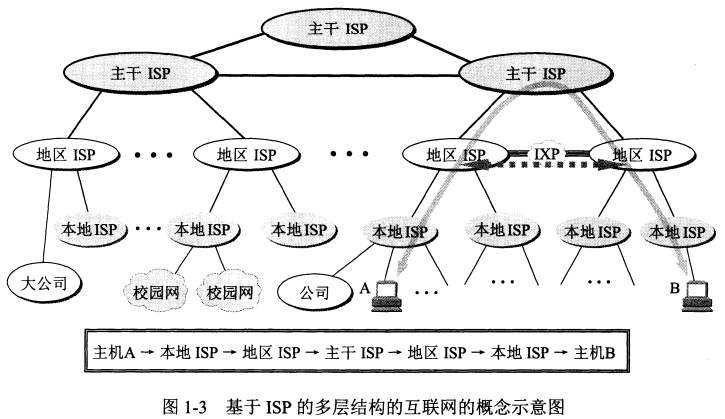 主干 ISP
主干 ISP
主干 ISP
地区 ISP
地区 ISP
地区 ISP
IXP
地区 ISP
本地 ISP
本地 ISP
本地 ISP
本地 ISP
本地 ISP
本地 ISP
本地 ISP
大公司
校园网
校园网
公司
A
B
主机A → 本地 ISP → 地区 ISP → 主干 ISP → 地区 ISP → 本地 ISP → 主机B
图 1-3 基于 ISP 的多层结构的互联网的概念示意图